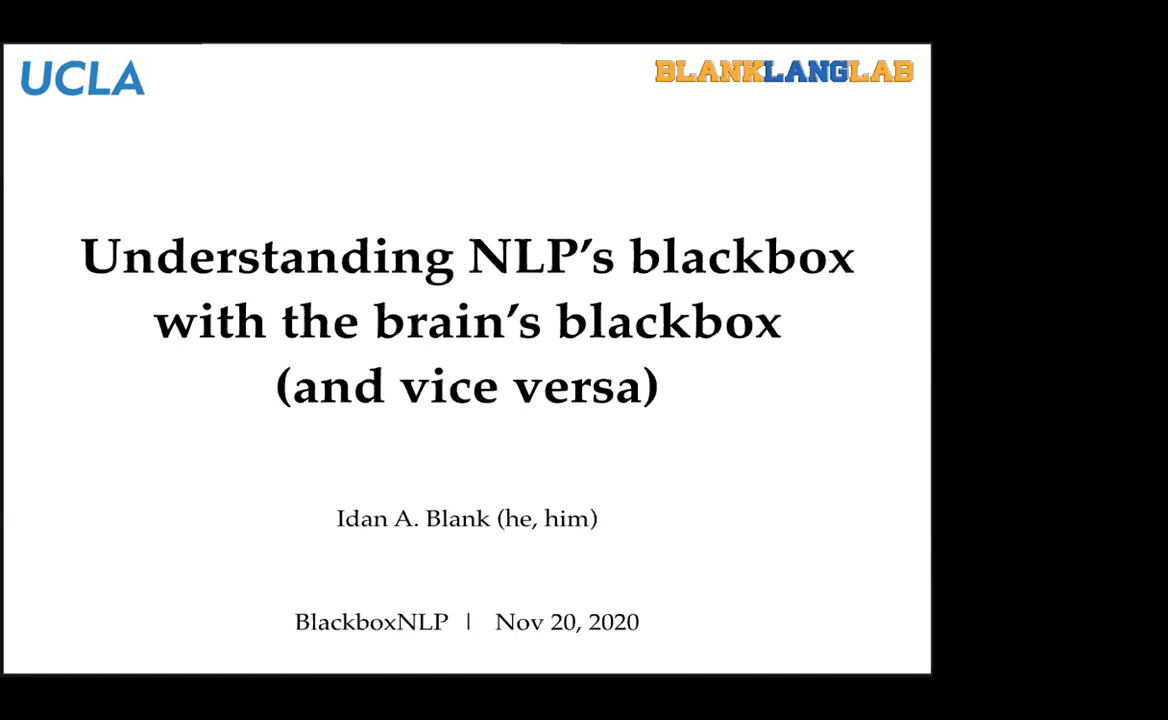 UCLA
BLANKLANGLAB
Understanding NLP’s blackbox
with the brain’s blackbox
(and vice versa)
Idan A. Blank (he, him)
BlackboxNLP | Nov 20, 2020